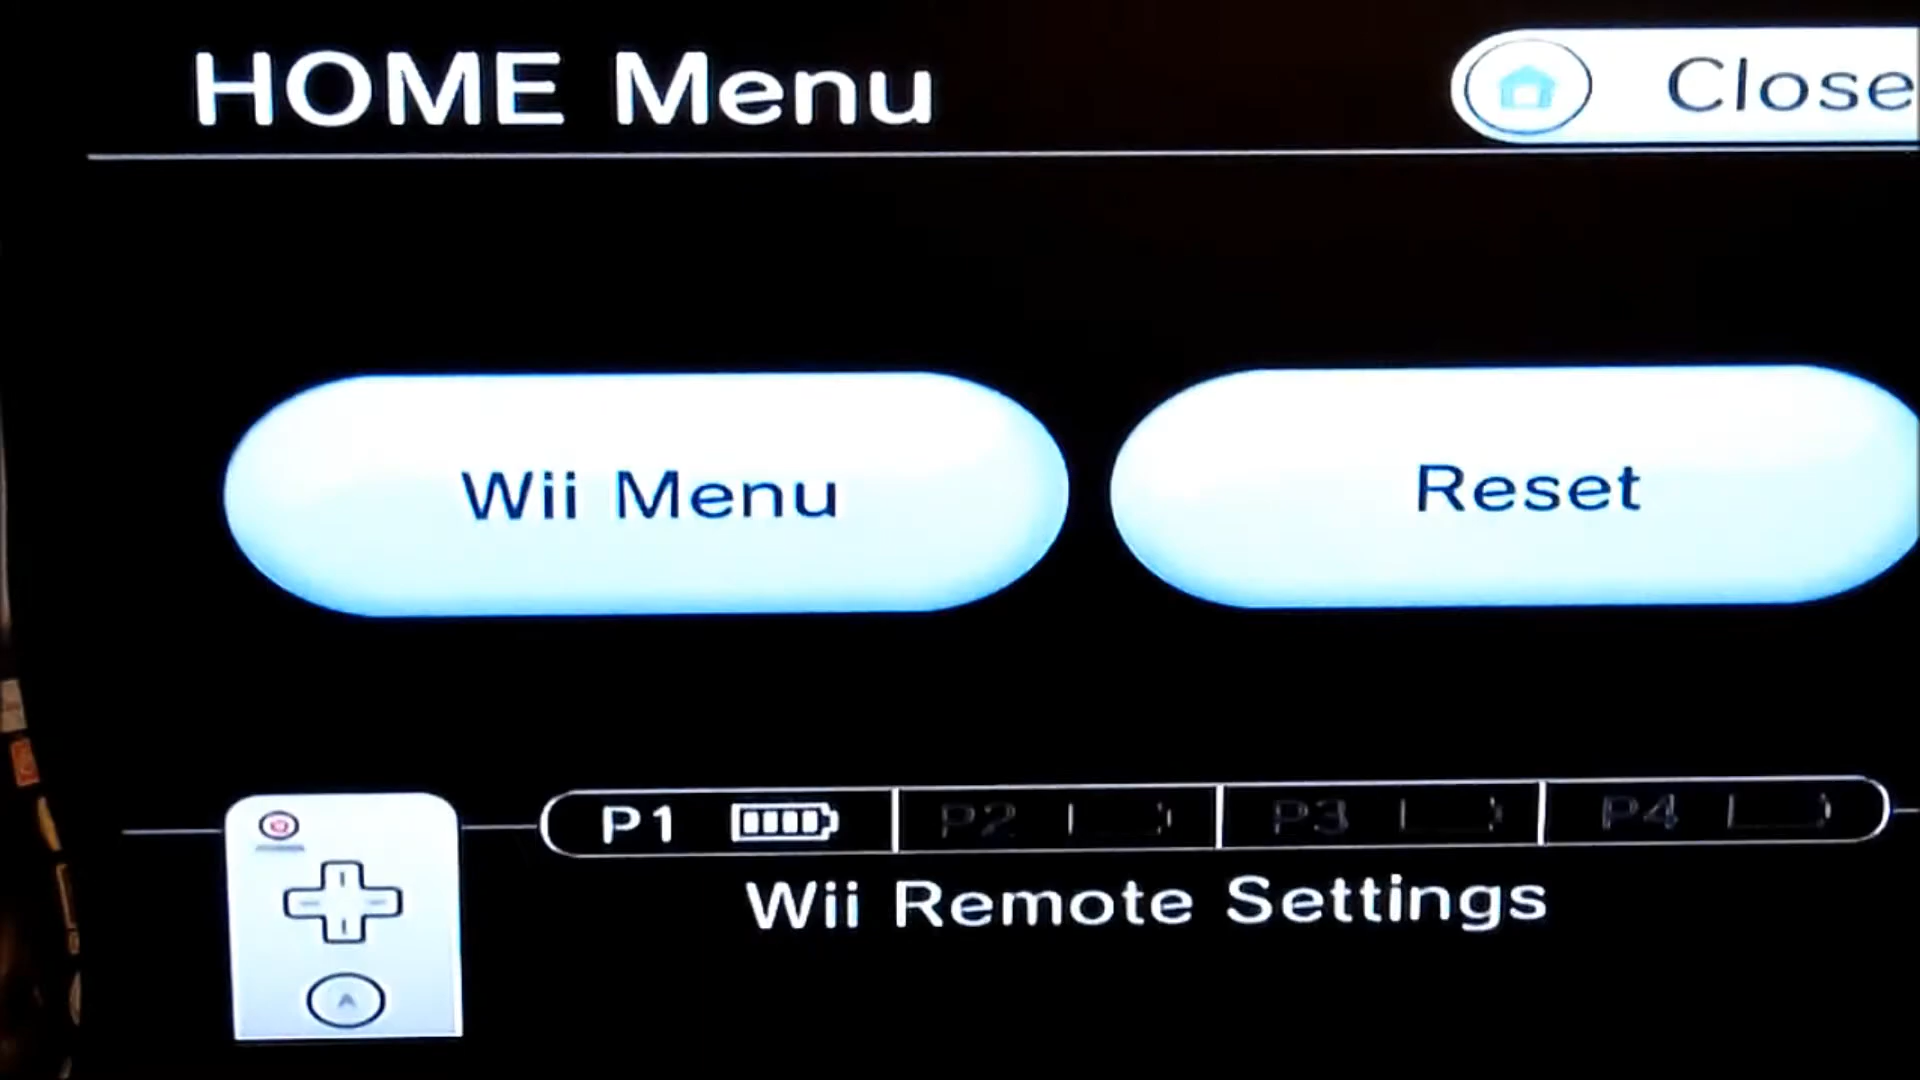 HOME Menu
Close
Wii Menu
Reset
P1
P2
P3
P4
Wii Remote Settings
A